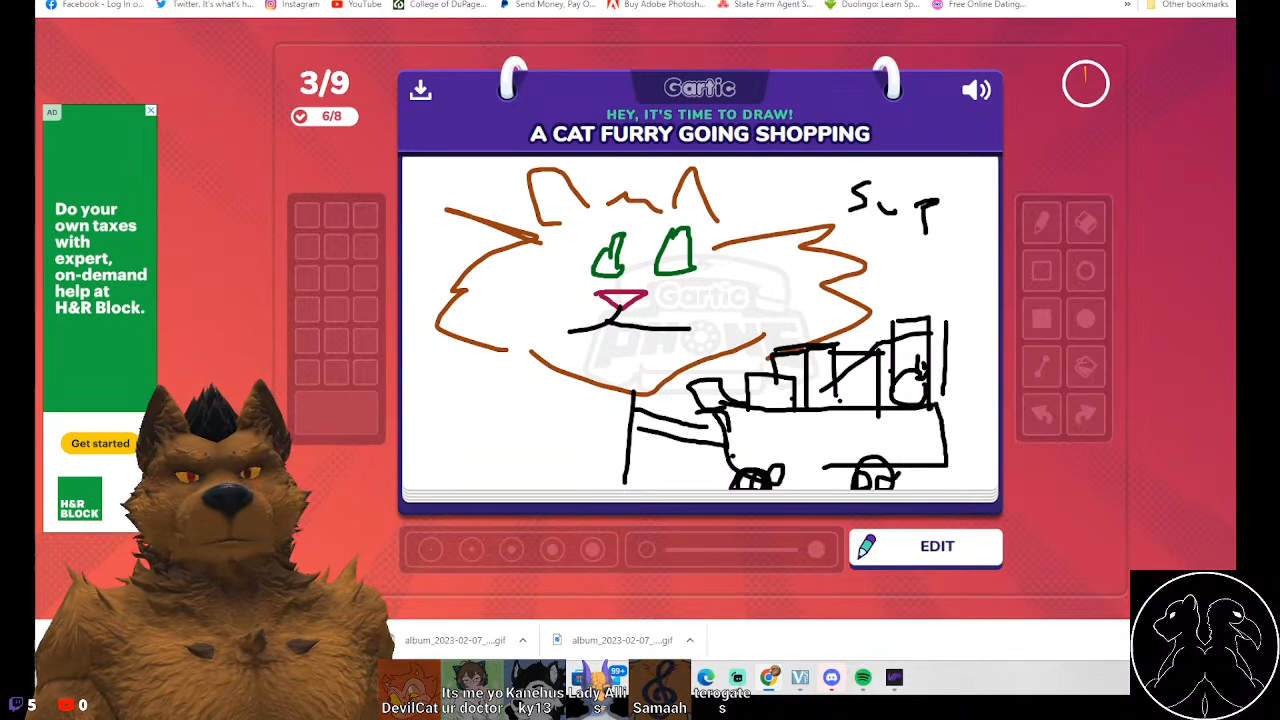 Facebook - Log In o...
Twitter. It's what's h...
Instagram
YouTube
College of DuPage...
Send Money, Pay O...
Buy Adobe Photosh...
State Farm Agent S...
Duolingo: Learn Sp...
Free Online Dating...
»
Other bookmarks
3/9
6/8
Gartic
HEY, IT'S TIME TO DRAW!
A CAT FURRY GOING SHOPPING
SUP
Gartic
PHONE
AD
Do your
own taxes
with
expert,
on-demand
help at
H&R Block.
Get started
H&R
BLOCK
EDIT
album_2023-02-07_....gif
album_2023-02-07_....gif
99+
DevilCat
Its me yo
ur doctor
Kanehus
ky13
Lady Alli
s
Samaah
terogate
s
5
0